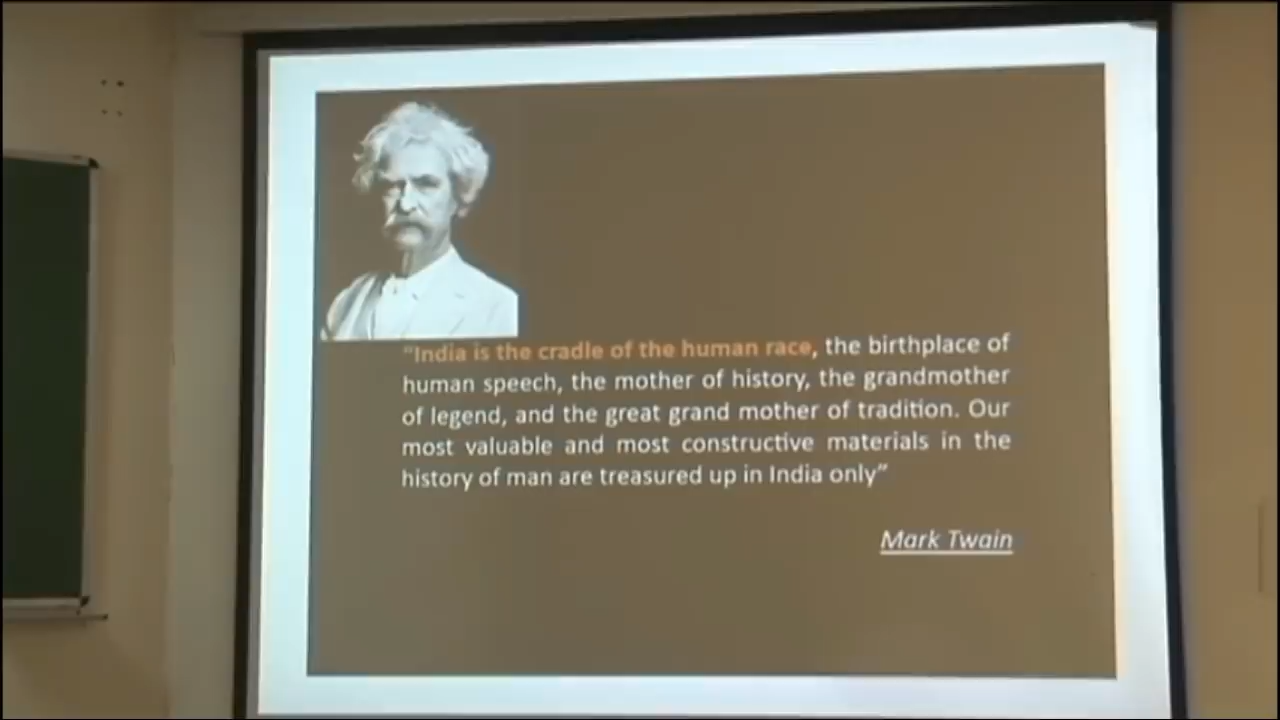 "India is the cradle of the human race, the birthplace of
human speech, the mother of history, the grandmother
of legend, and the great grand mother of tradition. Our
most valuable and most constructive materials in the
history of man are treasured up in India only"
Mark Twain